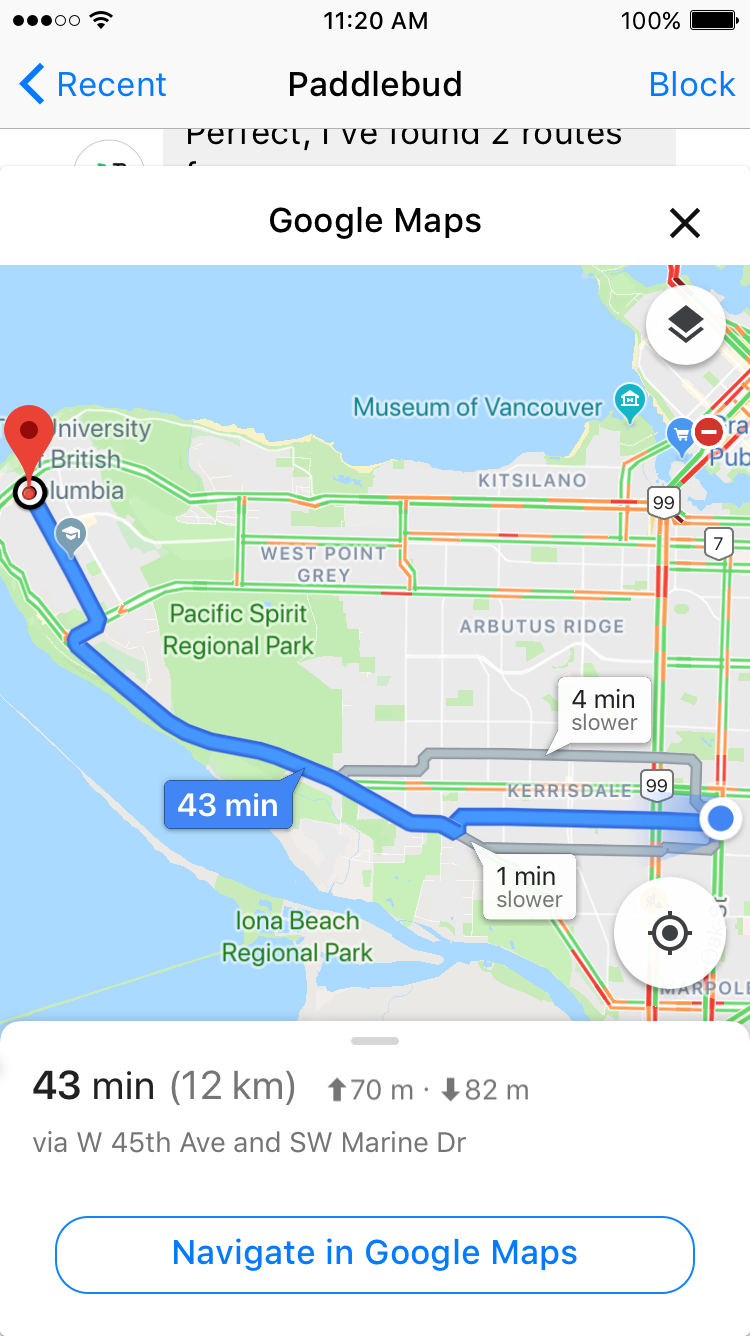 11:20 AM
100%
Recent
Paddlebud
Block
Perfect, I've found 2 routes
Google Maps
Museum of Vancouver
University
British
lumbia
KITSILANO
99
7
WEST POINT
GREY
Pacific Spirit
Regional Park
ARBUTUS RIDGE
4 min
slower
KERRISDALE
99
43 min
1 min
slower
Iona Beach
Regional Park
Oak St
MARPOLE
43 min (12 km) 70 m · 82 m
via W 45th Ave and SW Marine Dr
Navigate in Google Maps